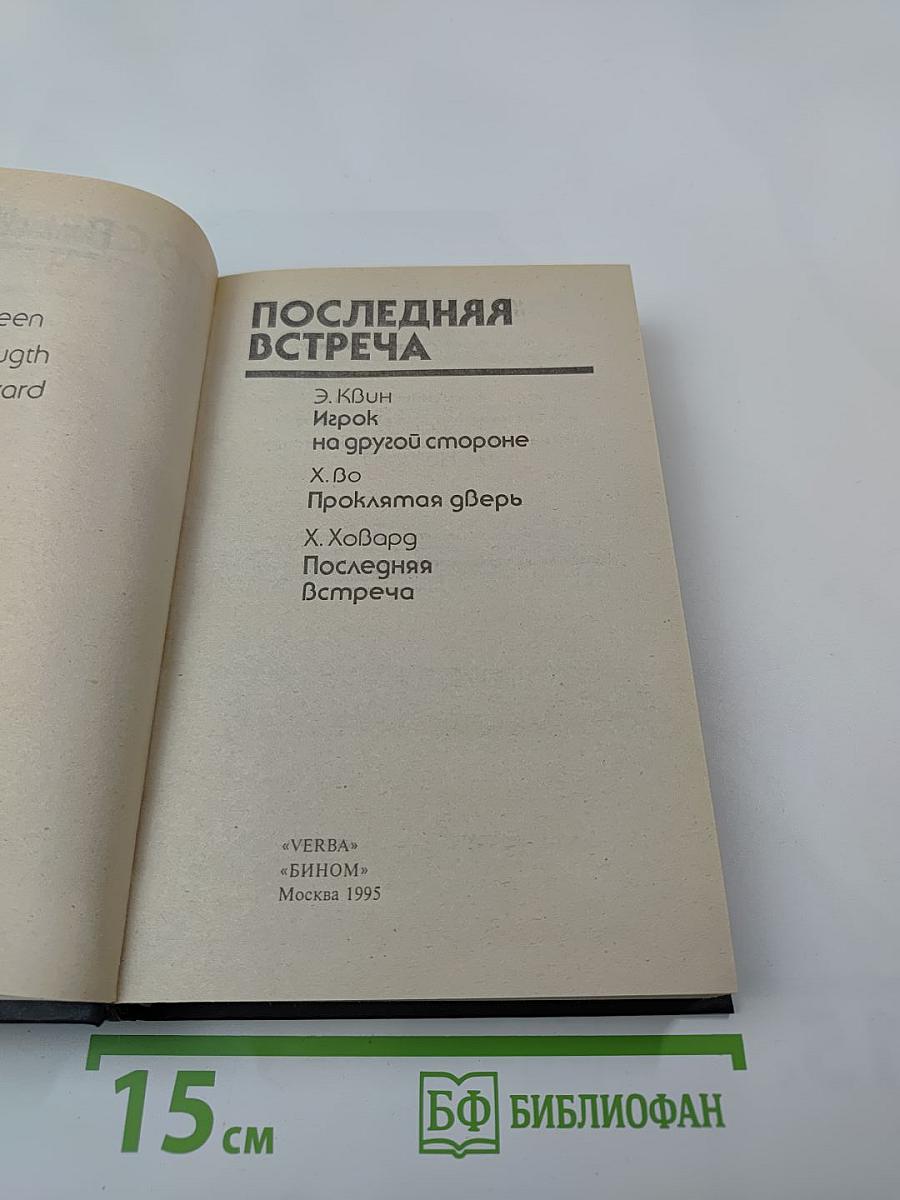 een
ugth
ard
ПОСЛЕДНЯЯ
ВСТРЕЧА
Э. Квин
Игрок
на другой стороне
Х. Во
Проклятая дверь
Х. Ховард
Последняя
встреча
«VERBA»
«БИНОМ»
Москва 1995
15 см
БФ БИБЛИОФАН